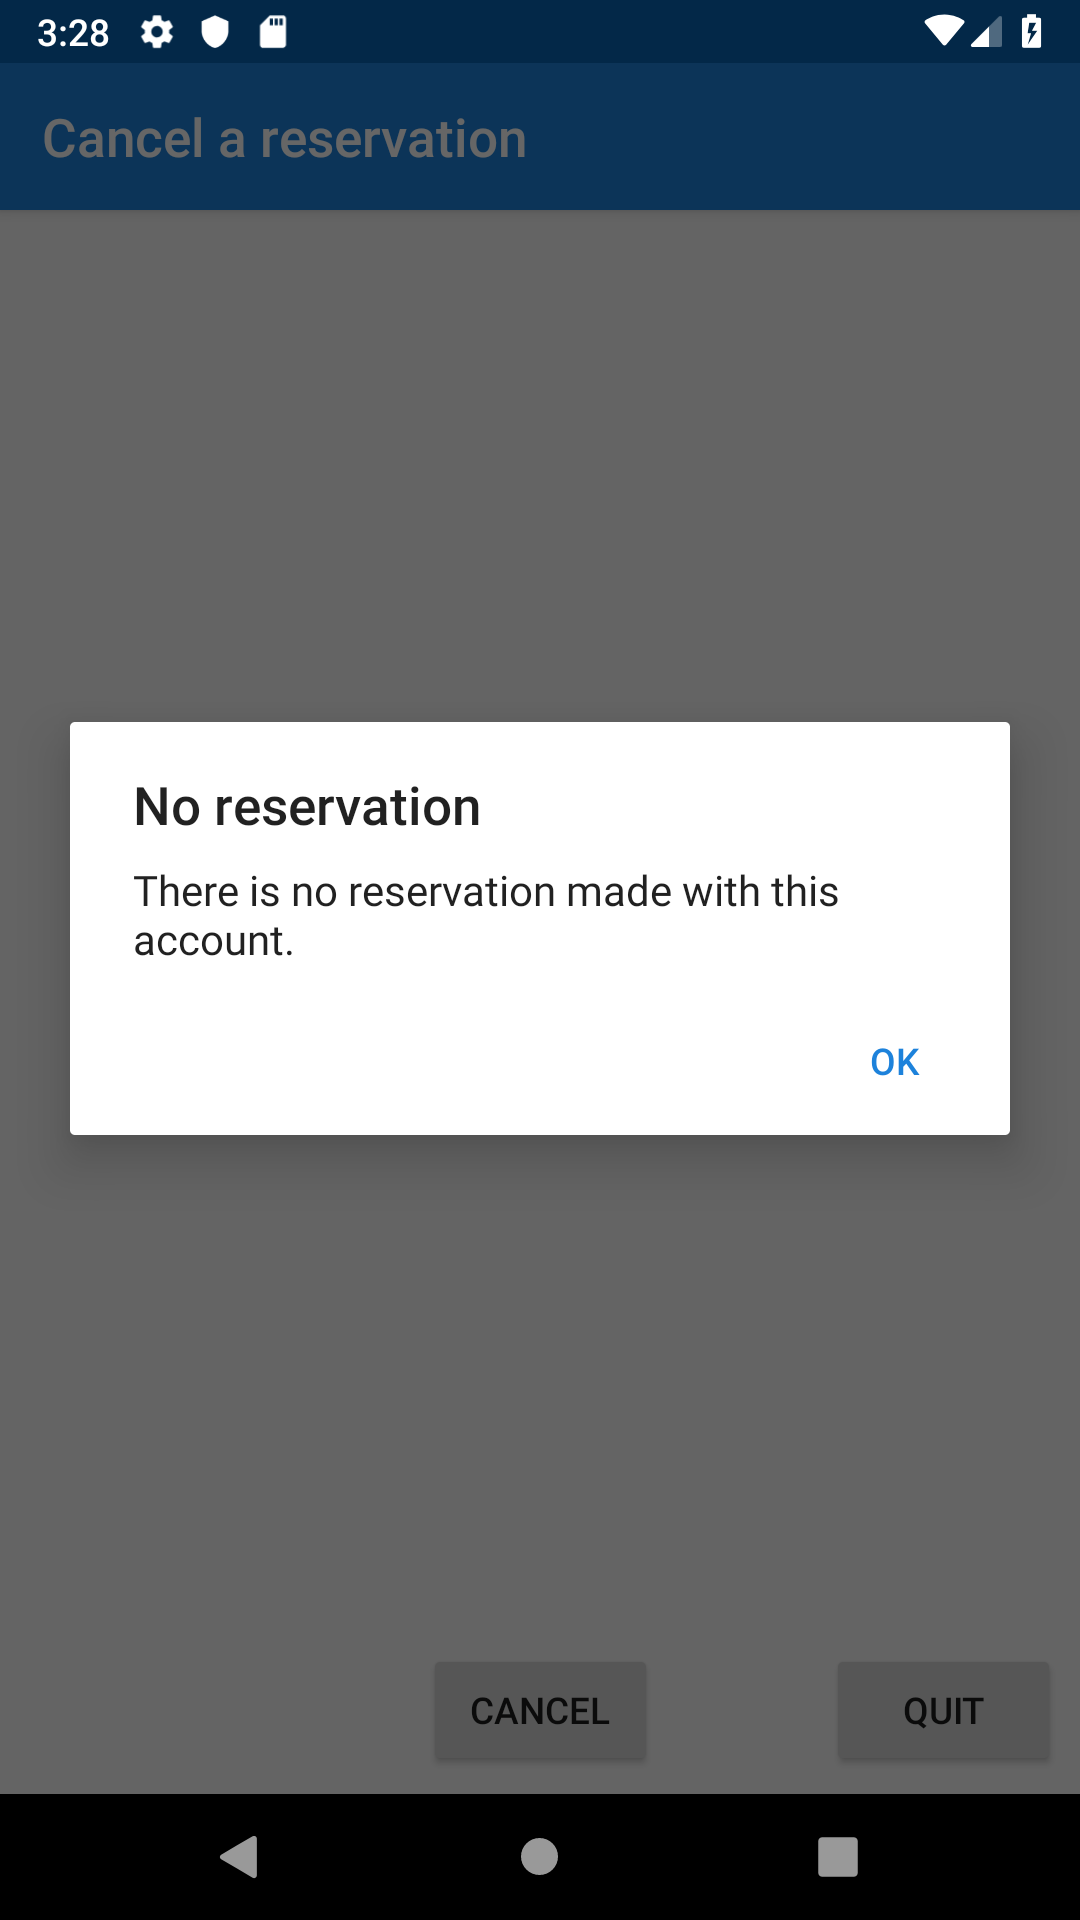 3:28
Cancel a reservation
No reservation
There is no reservation made with this
account.
OK
CANCEL
QUIT